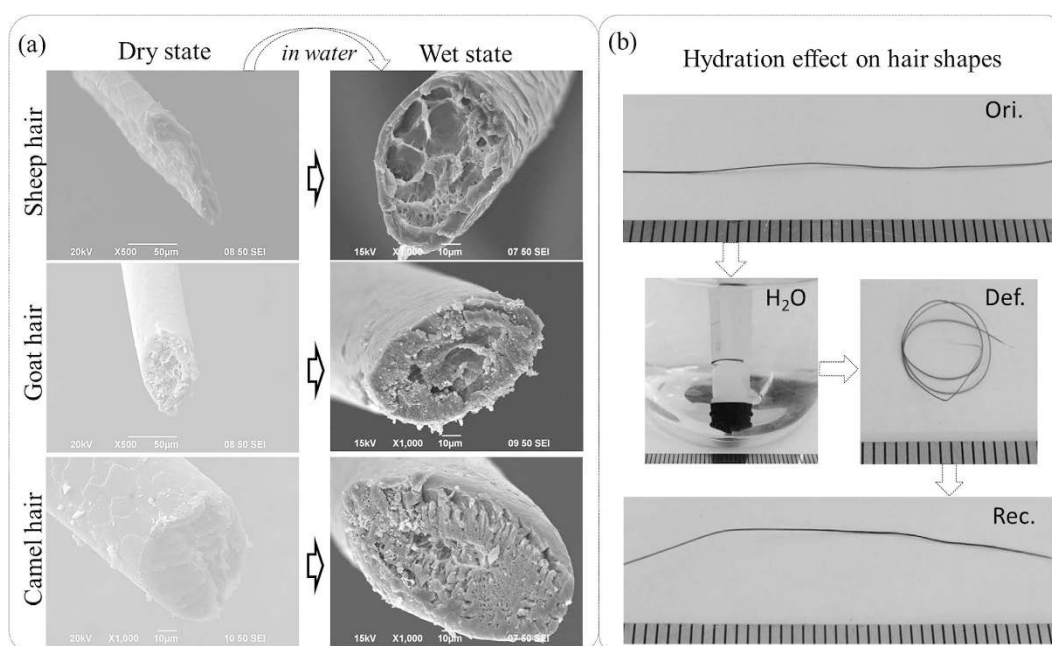 (a)
Dry state
in water
Wet state
Sheep hair
20kV X500 50µm 08 50 SEI
15kV X1,000 10µm 07 50 SEI
Goat hair
20kV X500 50µm 08 50 SEI
15kV X1,000 10µm 09 50 SEI
Camel hair
20kV X1,000 10µm 10 50 SEI
15kV X1,000 10µm 07 50 SEI
(b)
Hydration effect on hair shapes
Ori.
H₂O
Def.
Rec.